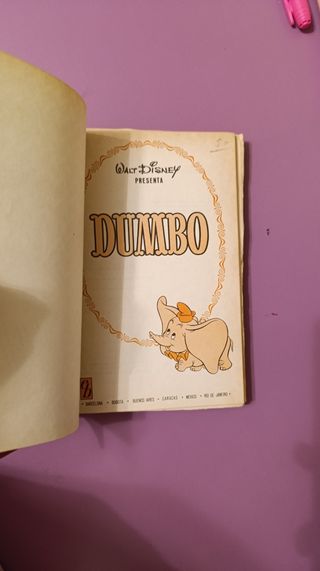 WALT DISNEY
PRESENTA
DUMBO
• BARCELONA • BOGOTA • BUENOS AIRES • CARACAS • MEXICO • RIO DE JANEIRO •